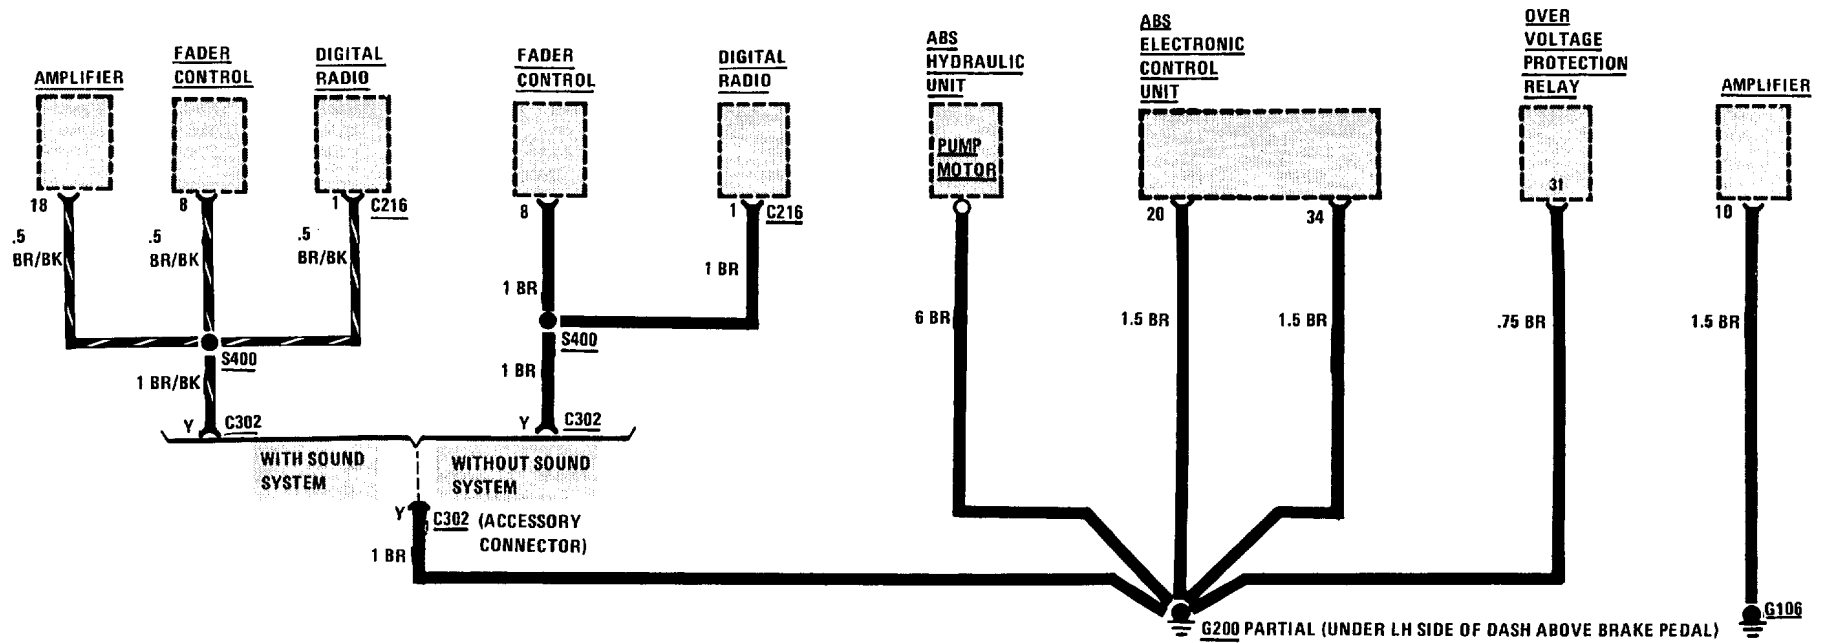 AMPLIFIER
FADER
CONTROL
DIGITAL
RADIO
FADER
CONTROL
DIGITAL
RADIO
ABS
HYDRAULIC
UNIT
PUMP
MOTOR
ABS
ELECTRONIC
CONTROL
UNIT
OVER
VOLTAGE
PROTECTION
RELAY
31
AMPLIFIER
18
8
1
C216
8
1
C216
20
34
10
.5
BR/BK
.5
BR/BK
.5
BR/BK
1 BR
1 BR
6 BR
1.5 BR
1.5 BR
.75 BR
1.5 BR
S400
S400
1 BR/BK
1 BR
Y
C302
Y
C302
WITH SOUND
SYSTEM
WITHOUT SOUND
SYSTEM
Y
C302 (ACCESSORY
CONNECTOR)
1 BR
G200 PARTIAL (UNDER LH SIDE OF DASH ABOVE BRAKE PEDAL)
G106